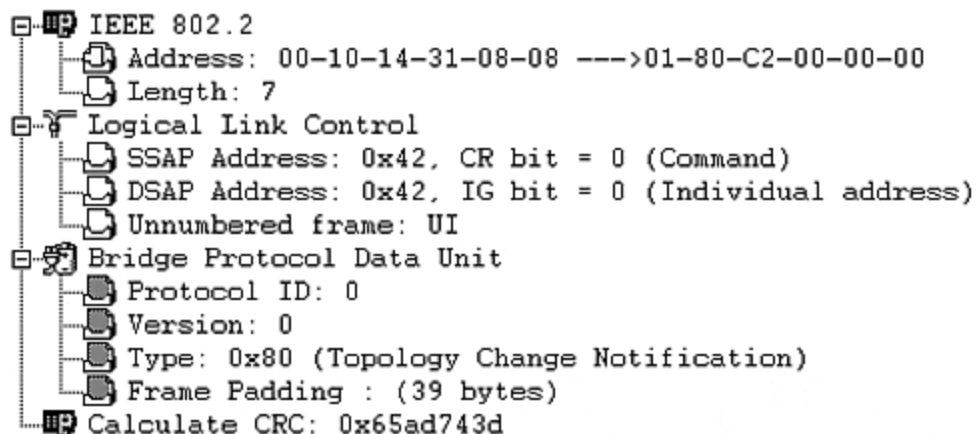 IEEE 802.2
Address: 00-10-14-31-08-08 --->01-80-C2-00-00-00
Length: 7
Logical Link Control
SSAP Address: 0x42, CR bit = 0 (Command)
DSAP Address: 0x42, IG bit = 0 (Individual address)
Unnumbered frame: UI
Bridge Protocol Data Unit
Protocol ID: 0
Version: 0
Type: 0x80 (Topology Change Notification)
Frame Padding : (39 bytes)
Calculate CRC: 0x65ad743d